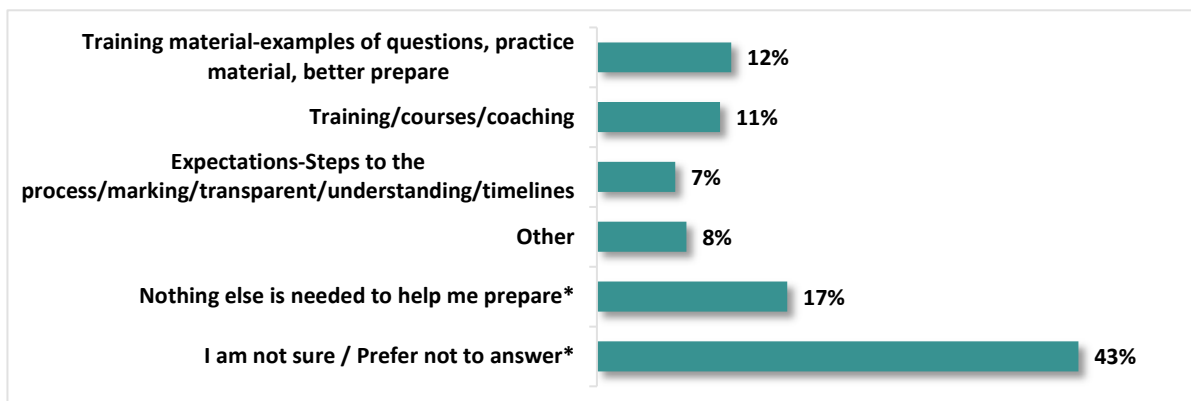 Training material-examples of questions, practice
material, better prepare
12%
Training/courses/coaching
11%
Expectations-Steps to the
process/marking/transparent/understanding/timelines
7%
Other
8%
Nothing else is needed to help me prepare*
17%
I am not sure / Prefer not to answer*
43%